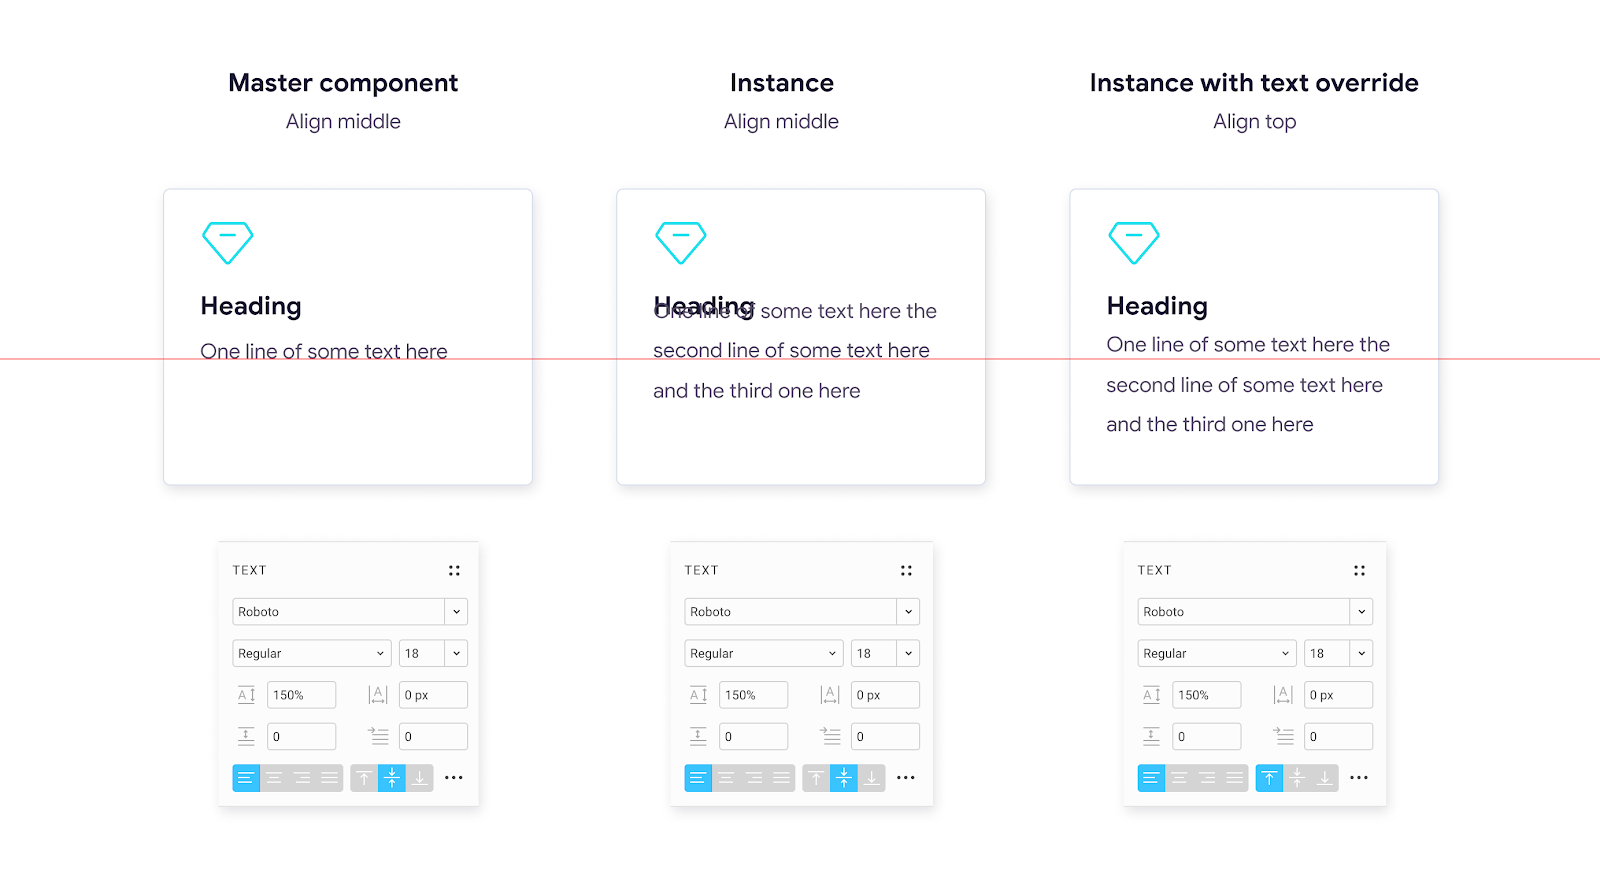 Master component
Align middle
Instance
Align middle
Instance with text override
Align top
Heading
One line of some text here
Heading
One line of some text here the
second line of some text here
and the third one here
Heading
One line of some text here the
second line of some text here
and the third one here
TEXT
Roboto
Regular
18
A
150%
A
0 px
0
0
TEXT
Roboto
Regular
18
A
150%
A
0 px
0
0
TEXT
Roboto
Regular
18
A
150%
A
0 px
0
0